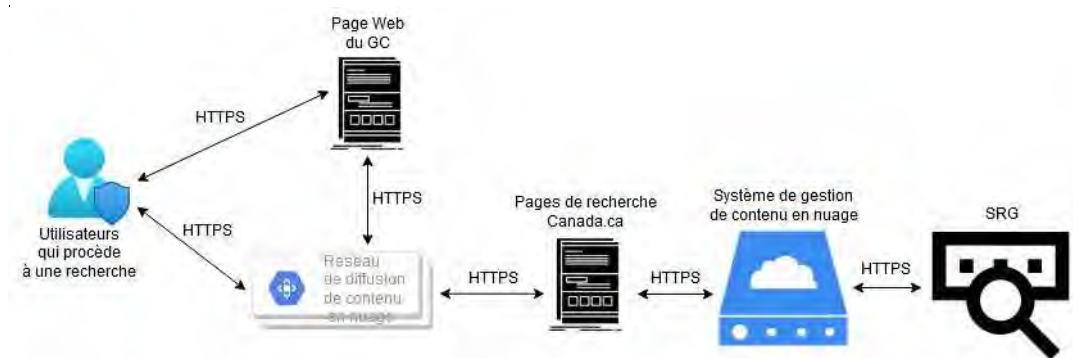 Page Web
du GC
HTTPS
HTTPS
HTTPS
Utilisateurs
qui procède
à une recherche
Reseau
de diffusion
de contenu
en nuage
HTTPS
Pages de recherche
Canada.ca
HTTPS
Système de gestion
de contenu en nuage
HTTPS
SRG